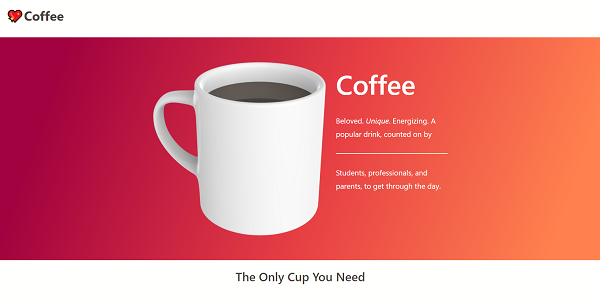 Coffee
Coffee
Beloved. Unique. Energizing. A
popular drink, counted on by
Students, professionals, and
parents, to get through the day.
The Only Cup You Need